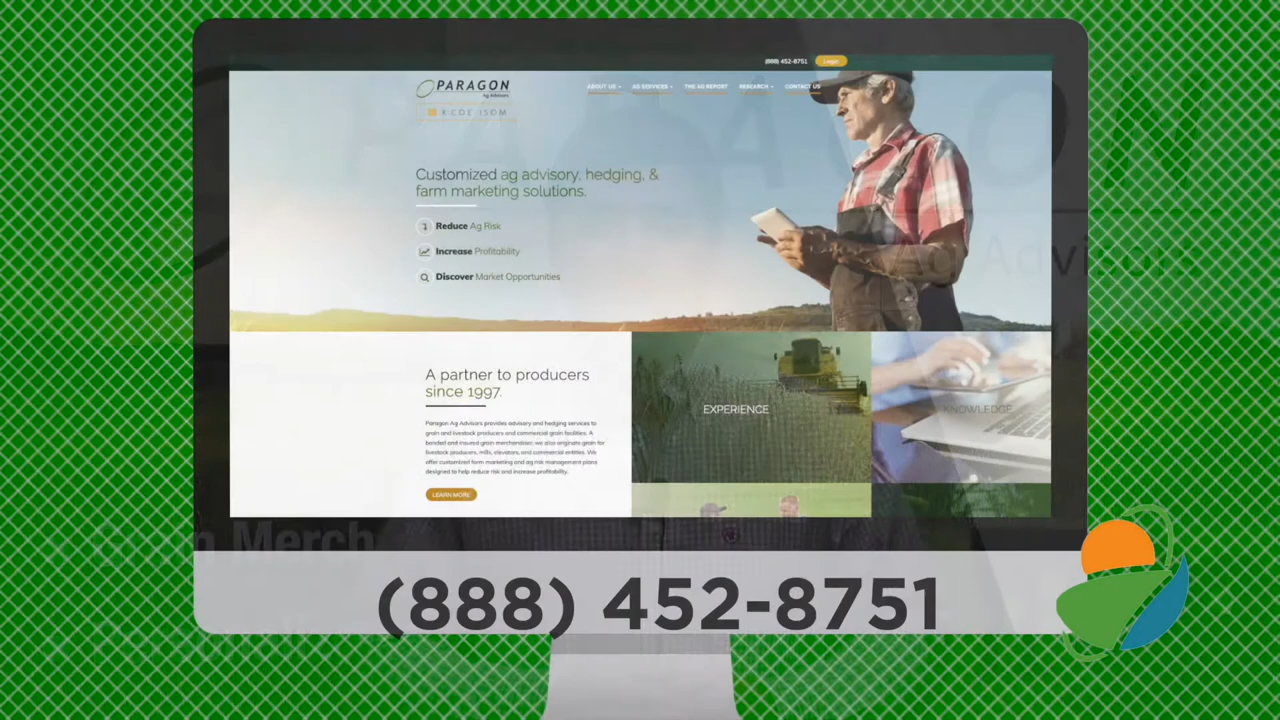 (888) 452-8751 Login
PARAGON
Ag Advisors
ABOUT US AG SERVICES THE AG REPORT RESEARCH CONTACT US
COE ISOM
Customized ag advisory, hedging, &
farm marketing solutions.
Reduce Ag Risk
Increase Profitability
Discover Market Opportunities
A partner to producers
since 1997.
EXPERIENCE
KNOWLEDGE
Paragon Ag Advisors provides advisory and hedging services to
grain and livestock producers and commercial grain facilities. A
bonded and insured grain merchandiser, we also originate grain for
livestock producers, mills, elevators, and commercial entities. We
offer customized farm marketing and ag risk management plans
designed to help reduce risk and increase profitability.
LEARN MORE
(888) 452-8751